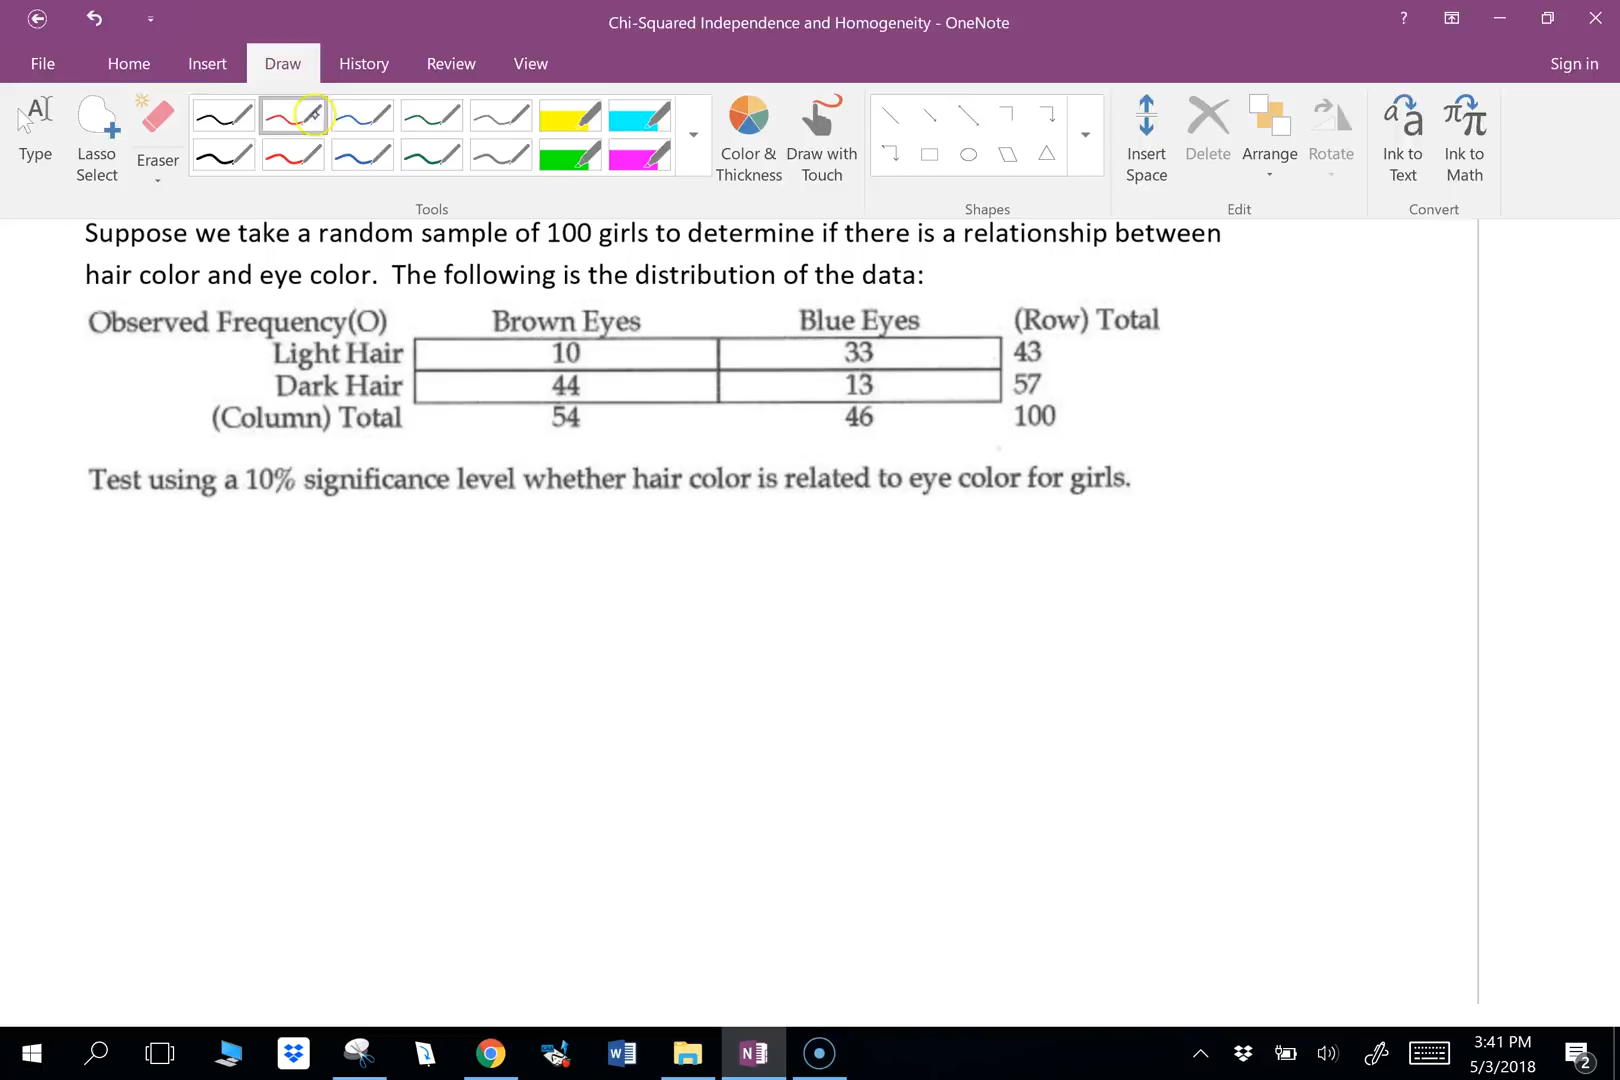 Chi-Squared Independence and Homogeneity - OneNote
?
File Home Insert Draw History Review View Sign in
Type Lasso Select Eraser Color & Thickness Draw with Touch Insert Space Delete Arrange Rotate Ink to Text Ink to Math
Tools Shapes Edit Convert
Suppose we take a random sample of 100 girls to determine if there is a relationship between
hair color and eye color. The following is the distribution of the data:
Observed Frequency(O) Brown Eyes Blue Eyes (Row) Total
Light Hair 10 33 43
Dark Hair 44 13 57
(Column) Total 54 46 100
Test using a 10% significance level whether hair color is related to eye color for girls.
3:41 PM
5/3/2018
2